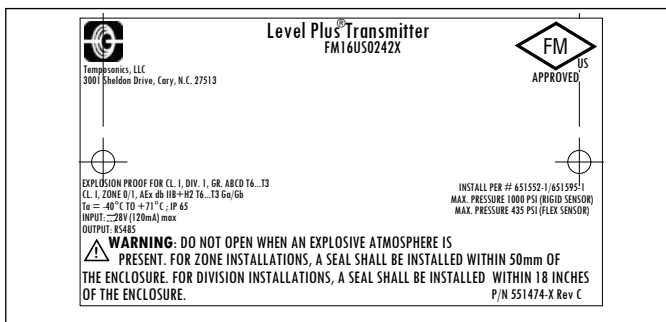 Level Plus® Transmitter
FM16US0242X
FM
US
APPROVED
Temposonics, LLC
3001 Sheldon Drive, Cary, N.C. 27513
EXPLOSION PROOF FOR CL. I, DIV. 1, GR. ABCD T6...T3
CL. I, ZONE 0/1, AEx db IIB+H2 T6...T3 Ga/Gb
Ta = -40°C TO +71°C ; IP 65
INPUT: ⎓28V (120mA) max
OUTPUT: RS485
INSTALL PER # 651552-1/651595-1
MAX. PRESSURE 1000 PSI (RIGID SENSOR)
MAX. PRESSURE 435 PSI (FLEX SENSOR)
WARNING: DO NOT OPEN WHEN AN EXPLOSIVE ATMOSPHERE IS
PRESENT. FOR ZONE INSTALLATIONS, A SEAL SHALL BE INSTALLED WITHIN 50mm OF
THE ENCLOSURE. FOR DIVISION INSTALLATIONS, A SEAL SHALL BE INSTALLED WITHIN 18 INCHES
OF THE ENCLOSURE.
P/N 551474-X Rev C